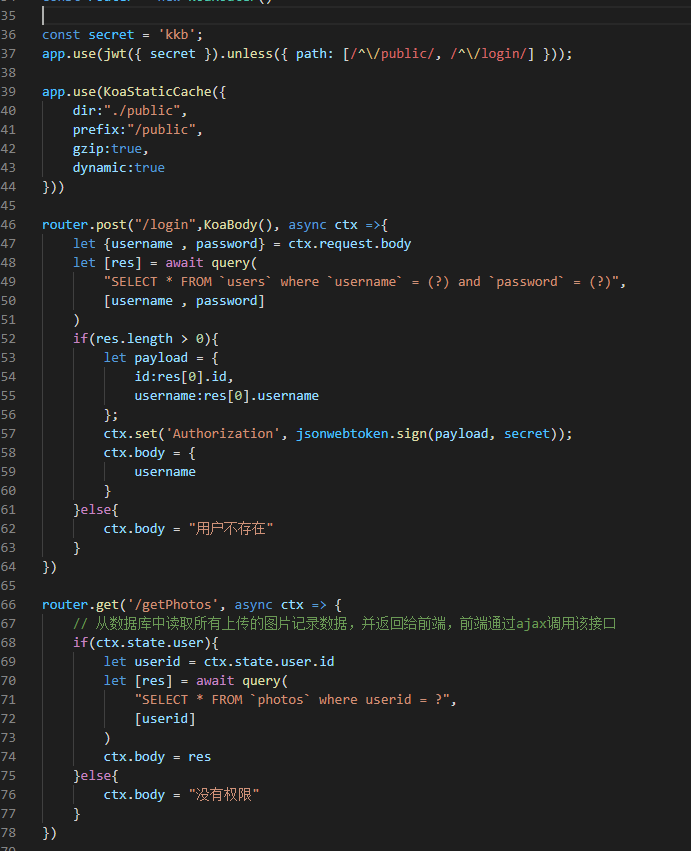 35
36 const secret = 'kkb';
37 app.use(jwt({ secret }).unless({ path: [/^\/public/, /^\/login/] }));
38
39 app.use(KoaStaticCache({
40     dir:"./public",
41     prefix:"/public",
42     gzip:true,
43     dynamic:true
44 }))
45
46 router.post("/login",KoaBody(), async ctx =>{
47     let {username , password} = ctx.request.body
48     let [res] = await query(
49         "SELECT * FROM `users` where `username` = (?) and `password` = (?)",
50         [username , password]
51     )
52     if(res.length > 0){
53         let payload = {
54             id:res[0].id,
55             username:res[0].username
56         };
57         ctx.set('Authorization', jsonwebtoken.sign(payload, secret));
58         ctx.body = {
59             username
60         }
61     }else{
62         ctx.body = "用户不存在"
63     }
64 })
65
66 router.get('/getPhotos', async ctx => {
67     // 从数据库中读取所有上传的图片记录数据，并返回给前端，前端通过ajax调用该接口
68     if(ctx.state.user){
69         let userid = ctx.state.user.id
70         let [res] = await query(
71             "SELECT * FROM `photos` where userid = ?",
72             [userid]
73         )
74         ctx.body = res
75     }else{
76         ctx.body = "没有权限"
77     }
78 })